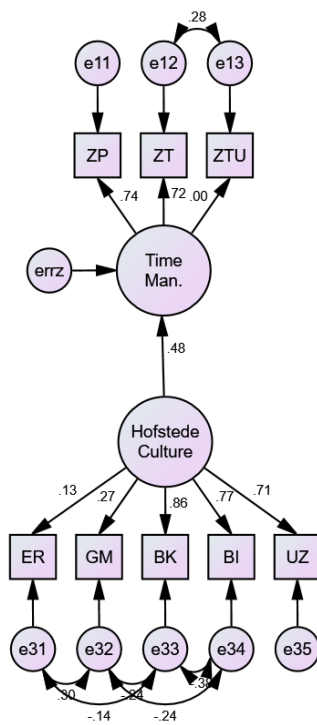 .28
e11
e12
e13
ZP
ZT
ZTU
.74
.72
.00
errz
Time
Man.
.48
Hofstede
Culture
.13
.27
.86
.77
.71
ER
GM
BK
BI
UZ
e31
e32
e33
e34
e35
.30
-.24
-.38
-.14
-.24